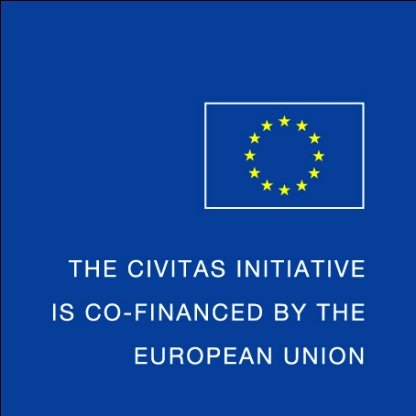 THE CIVITAS INITIATIVE
IS CO-FINANCED BY THE
EUROPEAN UNION